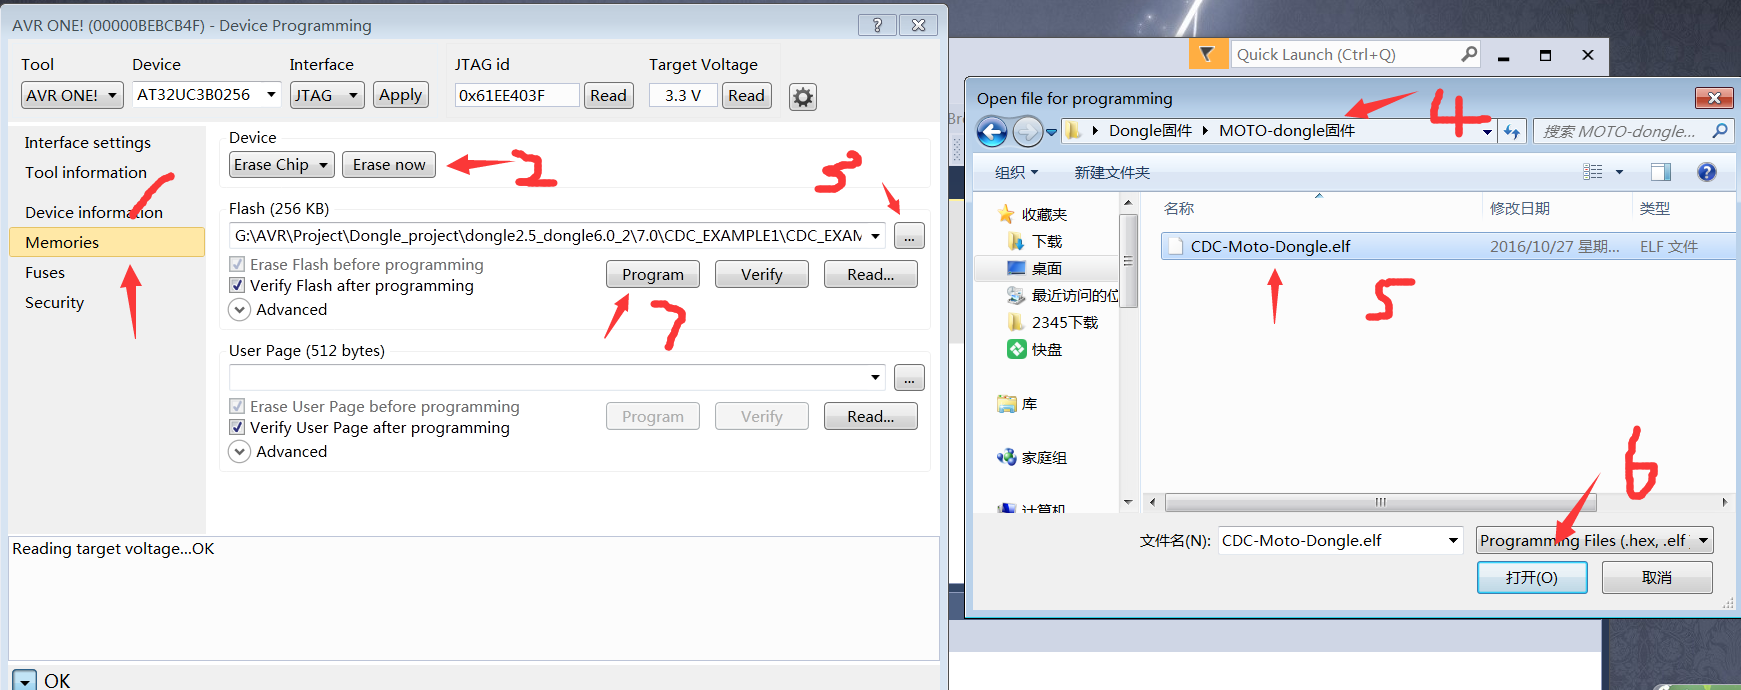 AVR ONE! (00000BEBCB4F) - Device Programming
Tool Device Interface JTAG id Target Voltage
AVR ONE! AT32UC3B0256 JTAG Apply 0x61EE403F Read 3.3 V Read
Interface settings
Tool information
Device information
Memories
Fuses
Security
1
Device
Erase Chip Erase now
2
3
Flash (256 KB)
G:\AVR\Project\Dongle_project\dongle2.5_dongle6.0_2\7.0\CDC_EXAMPLE1\CDC_EXAM
...
Erase Flash before programming
Verify Flash after programming
Advanced
Program Verify Read...
7
User Page (512 bytes)
...
Erase User Page before programming
Verify User Page after programming
Advanced
Program Verify Read...
Reading target voltage...OK
OK
Quick Launch (Ctrl+Q)
Open file for programming
4
Dongle固件 MOTO-dongle固件
搜索 MOTO-dongle...
组织 新建文件夹
收藏夹
下载
桌面
最近访问的位
2345下载
快盘
库
家庭组
计算机
名称 修改日期 类型
CDC-Moto-Dongle.elf 2016/10/27 星期... ELF 文件
5
6
文件名(N): CDC-Moto-Dongle.elf Programming Files (.hex, .elf
打开(O) 取消